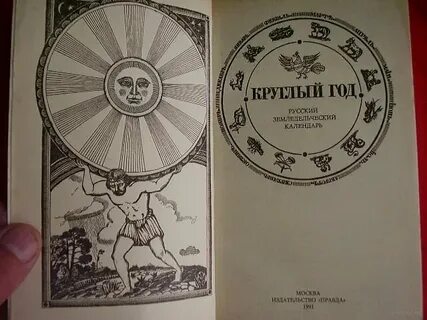 КРУГЛЫЙ ГОД
РУССКИЙ
ЗЕМЛЕДЕЛЬЧЕСКИЙ
КАЛЕНДАРЬ
МОСКВА
ИЗДАТЕЛЬСТВО «ПРАВДА»
1991